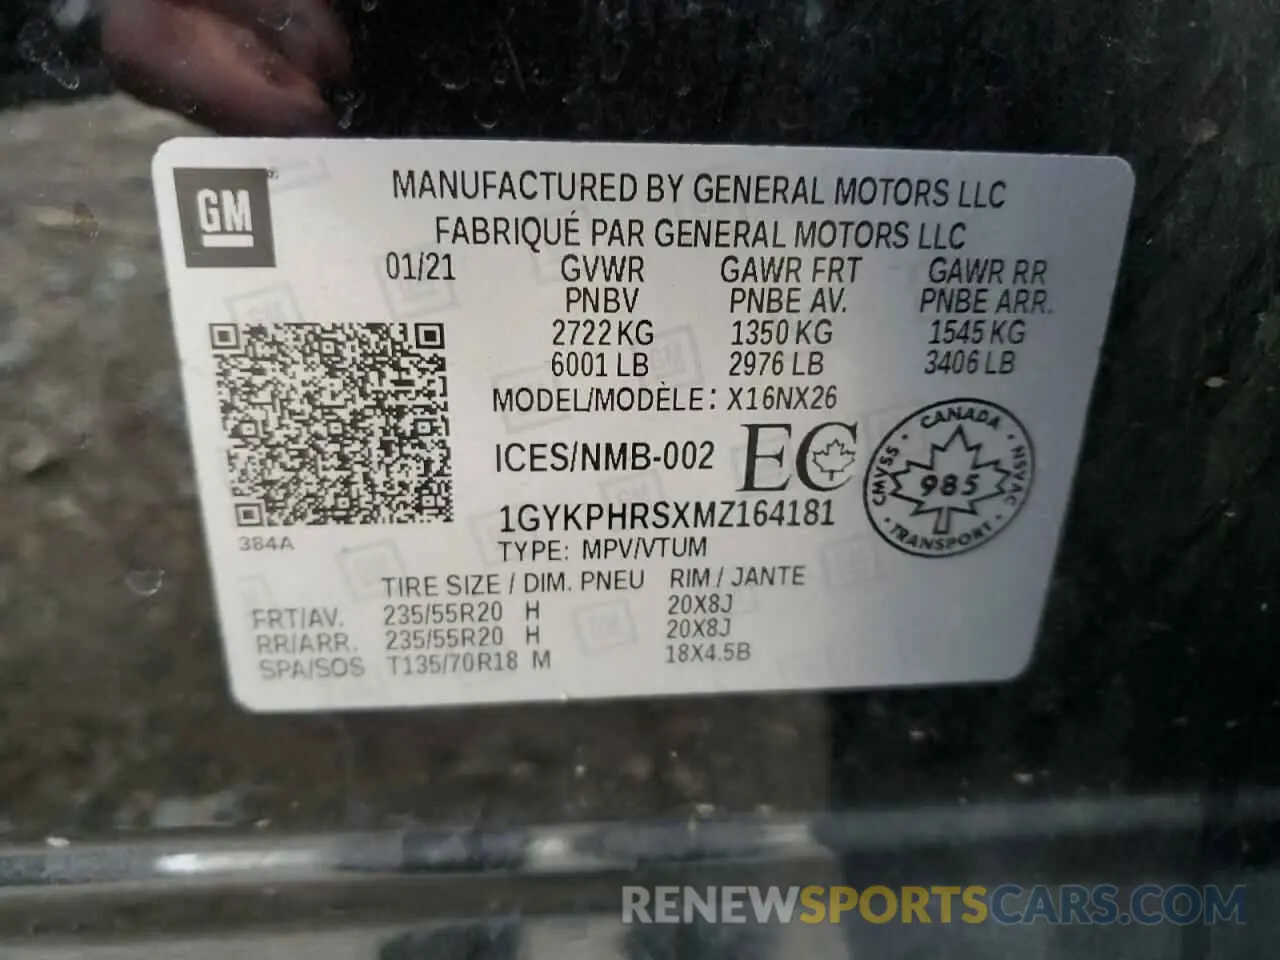 GM
MANUFACTURED BY GENERAL MOTORS LLC
FABRIQUÉ PAR GENERAL MOTORS LLC
01/21 GVWR GAWR FRT GAWR RR
PNBV PNBE AV. PNBE ARR.
2722 KG 1350 KG 1545 KG
6001 LB 2976 LB 3406 LB
MODEL/MODÈLE: X16NX26
ICES/NMB-002 EC
1GYKPHRSXMZ164181
CANADA
CMVSS 985 NSVAC
TRANSPORT
384A
TYPE: MPV/VTUM
TIRE SIZE / DIM. PNEU RIM / JANTE
FRT/AV. 235/55R20 H 20X8J
RR/ARR. 235/55R20 H 20X8J
SPA/SOS T135/70R18 M 18X4.5B
RENEWSPORTSCARS.COM